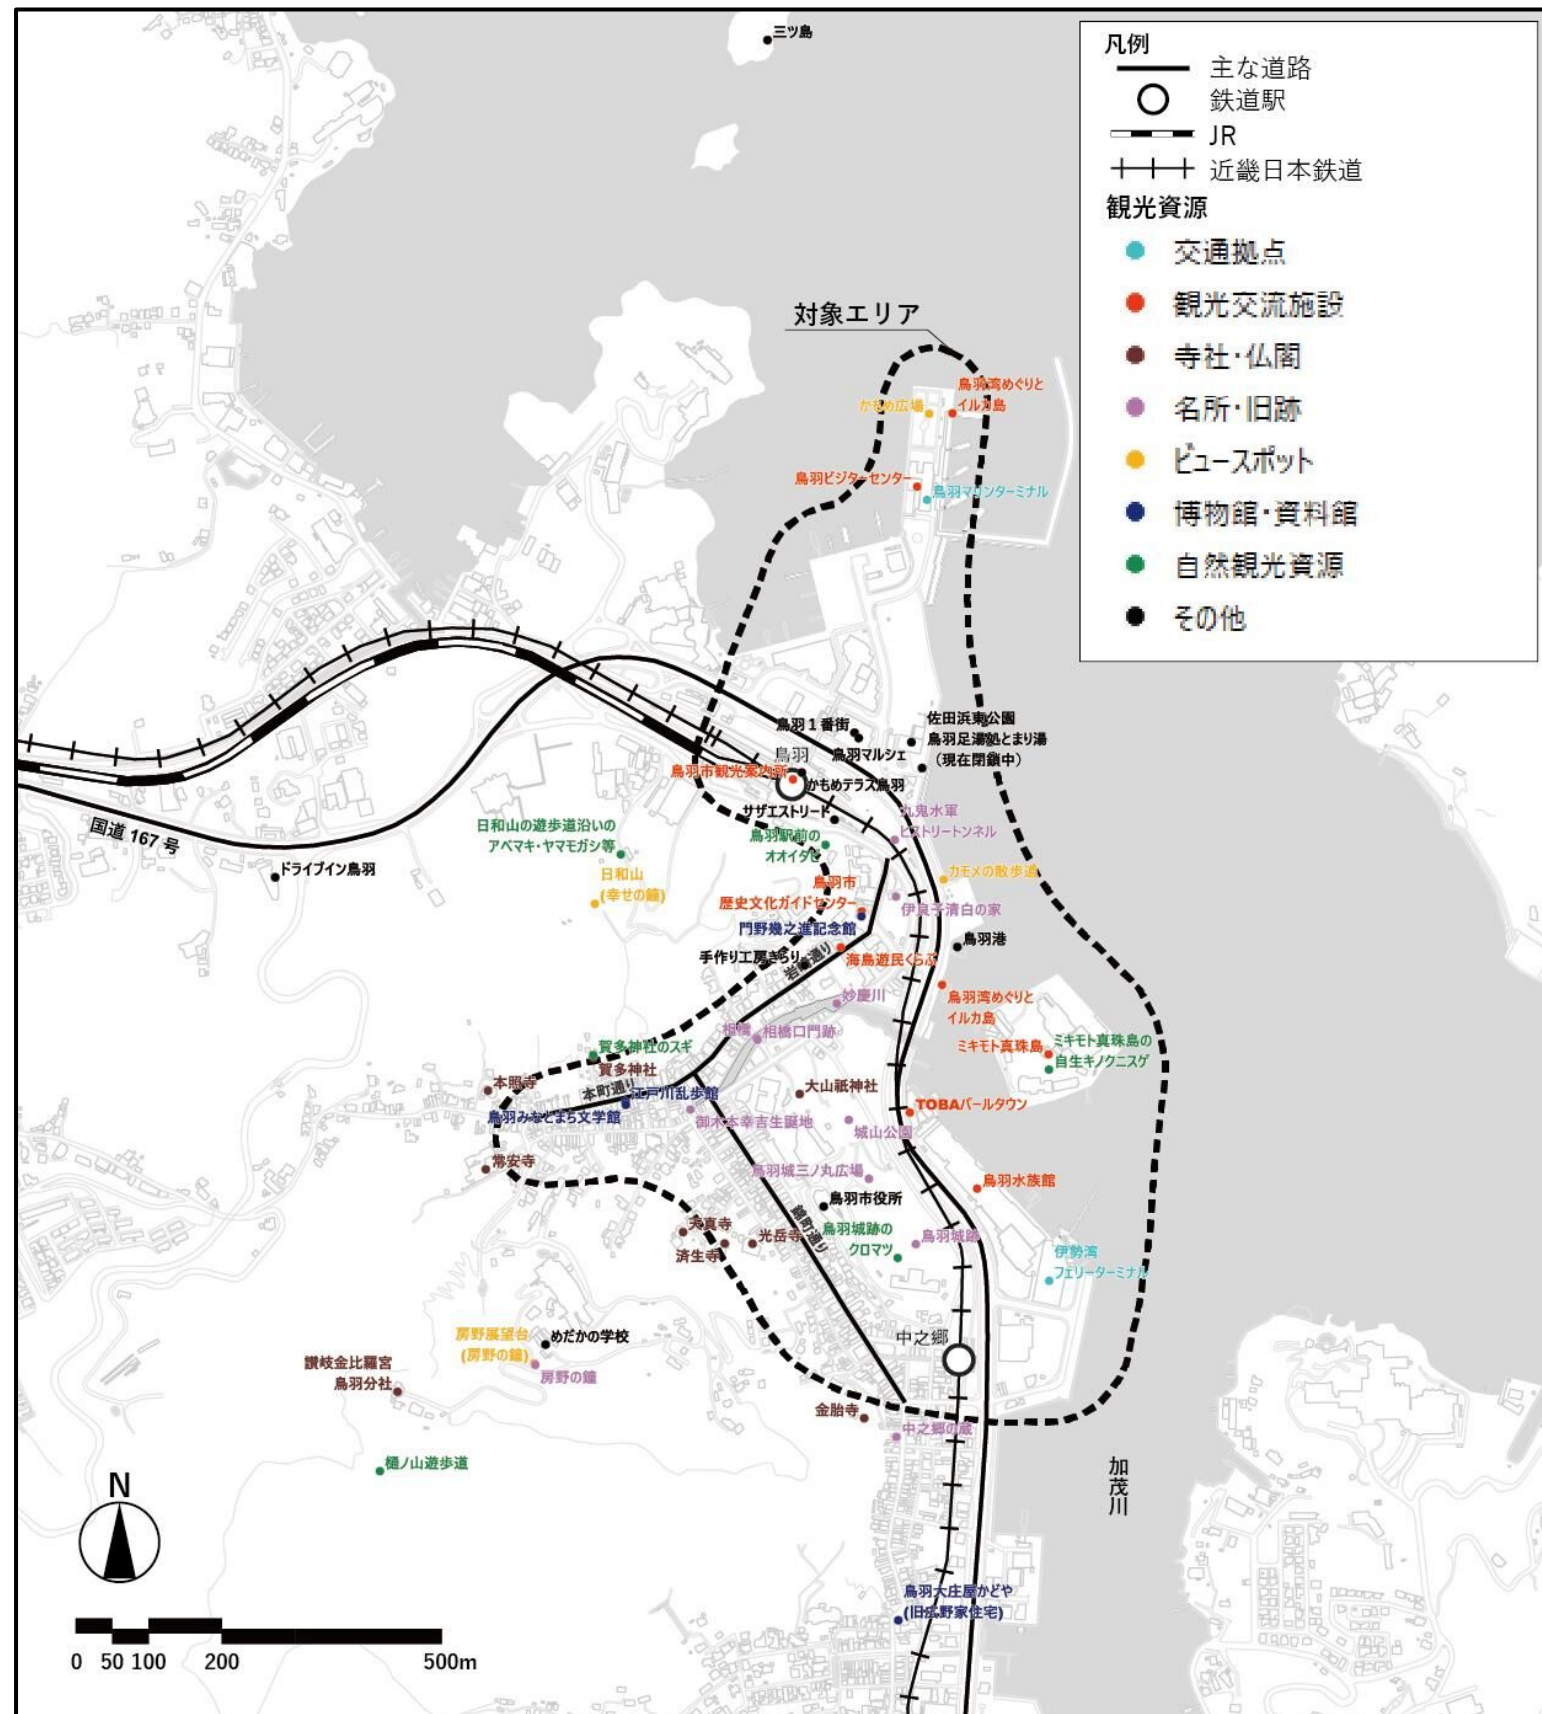 三ツ島
凡例
主な道路
鉄道駅
JR
近畿日本鉄道
観光資源
交通拠点
観光交流施設
寺社・仏閣
名所・旧跡
ビュースポット
博物館・資料館
自然観光資源
その他
対象エリア
鳥羽湾めぐりと
イルカ島
かもめ広場
鳥羽ビジターセンター
鳥羽マリンターミナル
佐田浜東公園
鳥羽足湯処とまり湯
（現在閉鎖中）
鳥羽１番街
鳥羽マルシェ
鳥羽
鳥羽市観光案内所
かもめテラス鳥羽
サザエストリート
九鬼水軍
ヒストリートンネル
国道 167 号
日和山の遊歩道沿いの
アベマキ・ヤマモガシ等
鳥羽駅前の
オオイタビ
ドライブイン鳥羽
日和山
(幸せの鐘)
カモメの散歩道
鳥羽市
歴史文化ガイドセンター
伊良子清白の家
門野幾之進記念館
鳥羽港
手作り工房きらり
岩崎通り
海島遊民くらぶ
妙慶川
鳥羽湾めぐりと
イルカ島
相橋
相橋口門跡
ミキモト真珠島
ミキモト真珠島の
自生キノクニスゲ
賀多神社のスギ
賀多神社
本照寺
本町通り
江戸川乱歩館
大山祇神社
TOBAパールタウン
鳥羽みなとまち文学館
御木本幸吉生誕地
城山公園
常安寺
鳥羽城三ノ丸広場
鳥羽水族館
鳥羽市役所
錦町通り
天真寺
光岳寺
済生寺
鳥羽城跡の
クロマツ
鳥羽城跡
伊勢湾
フェリーターミナル
中之郷
房野展望台
(房野の鐘)
めだかの学校
房野の鐘
讃岐金比羅宮
鳥羽分社
金胎寺
中之郷の蔵
樋ノ山遊歩道
加茂川
N
鳥羽大庄屋かどや
(旧広野家住宅)
0 50 100 200 500m